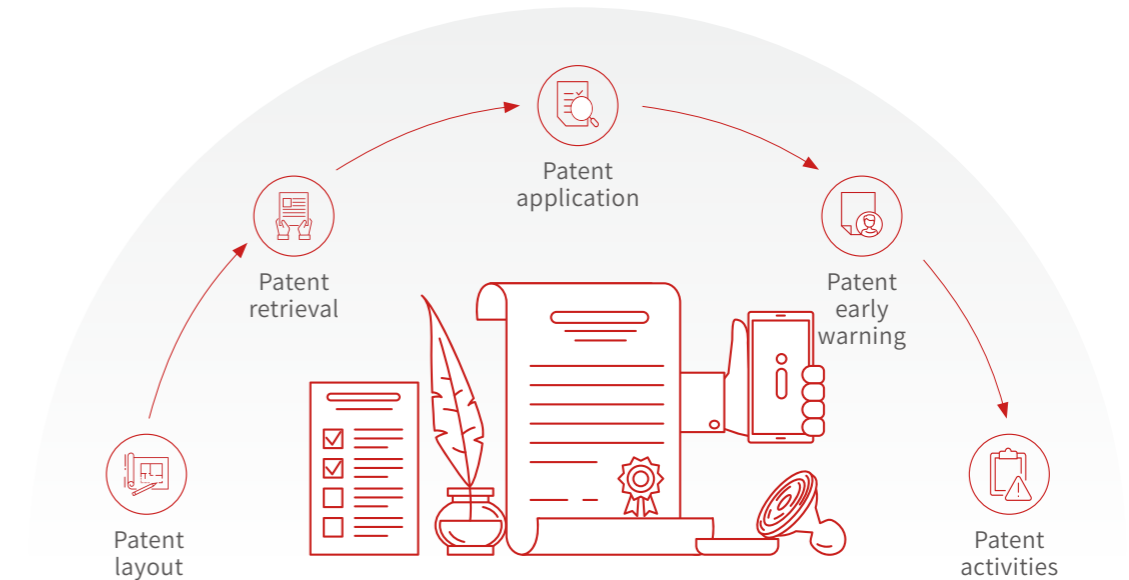 Patent
layout
Patent
retrieval
Patent
application
Patent
early
warning
Patent
activities